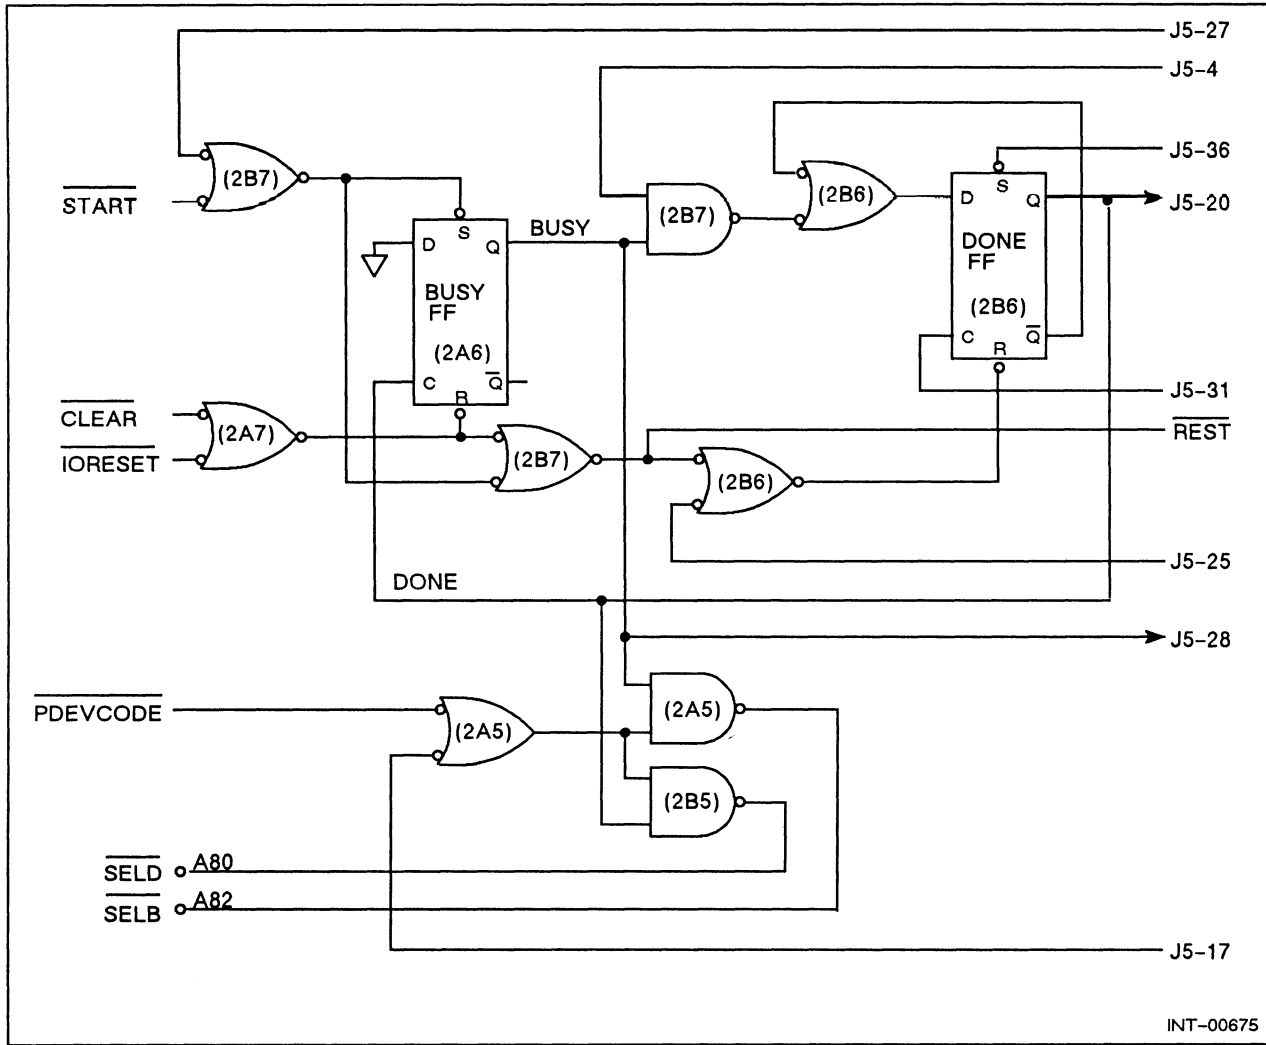 J5-27
J5-4
(2B7)
START
J5-36
J5-20
(2B7)
(2B6)
D
S
Q
DONE
FF
(2B6)
C
R
Q
BUSY
D
S
Q
BUSY
FF
(2A6)
C
R
Q
J5-31
CLEAR
IORESET
(2A7)
(2B7)
REST
(2B6)
J5-25
DONE
J5-28
PDEVCODE
(2A5)
(2A5)
(2B5)
SELD
A80
SELB
A82
J5-17
INT-00675